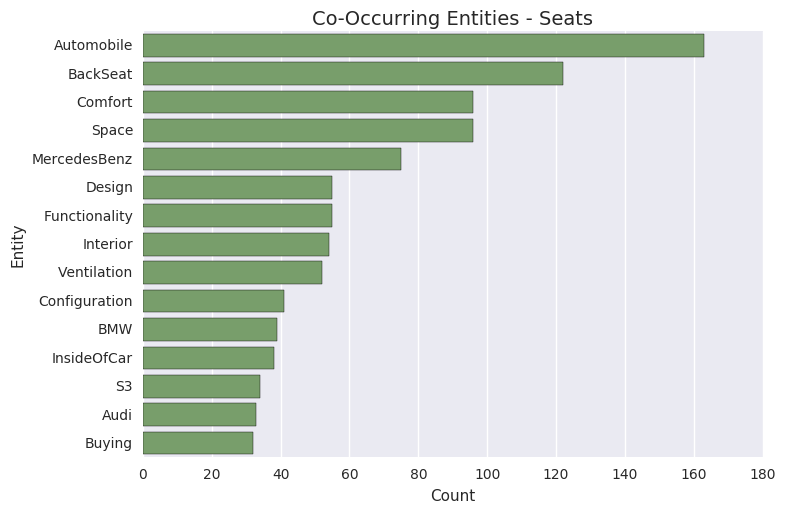 Co-Occurring Entities - Seats
Automobile
BackSeat
Comfort
Space
MercedesBenz
Design
Functionality
Interior
Ventilation
Configuration
BMW
InsideOfCar
S3
Audi
Buying
Entity
0 20 40 60 80 100 120 140 160 180
Count